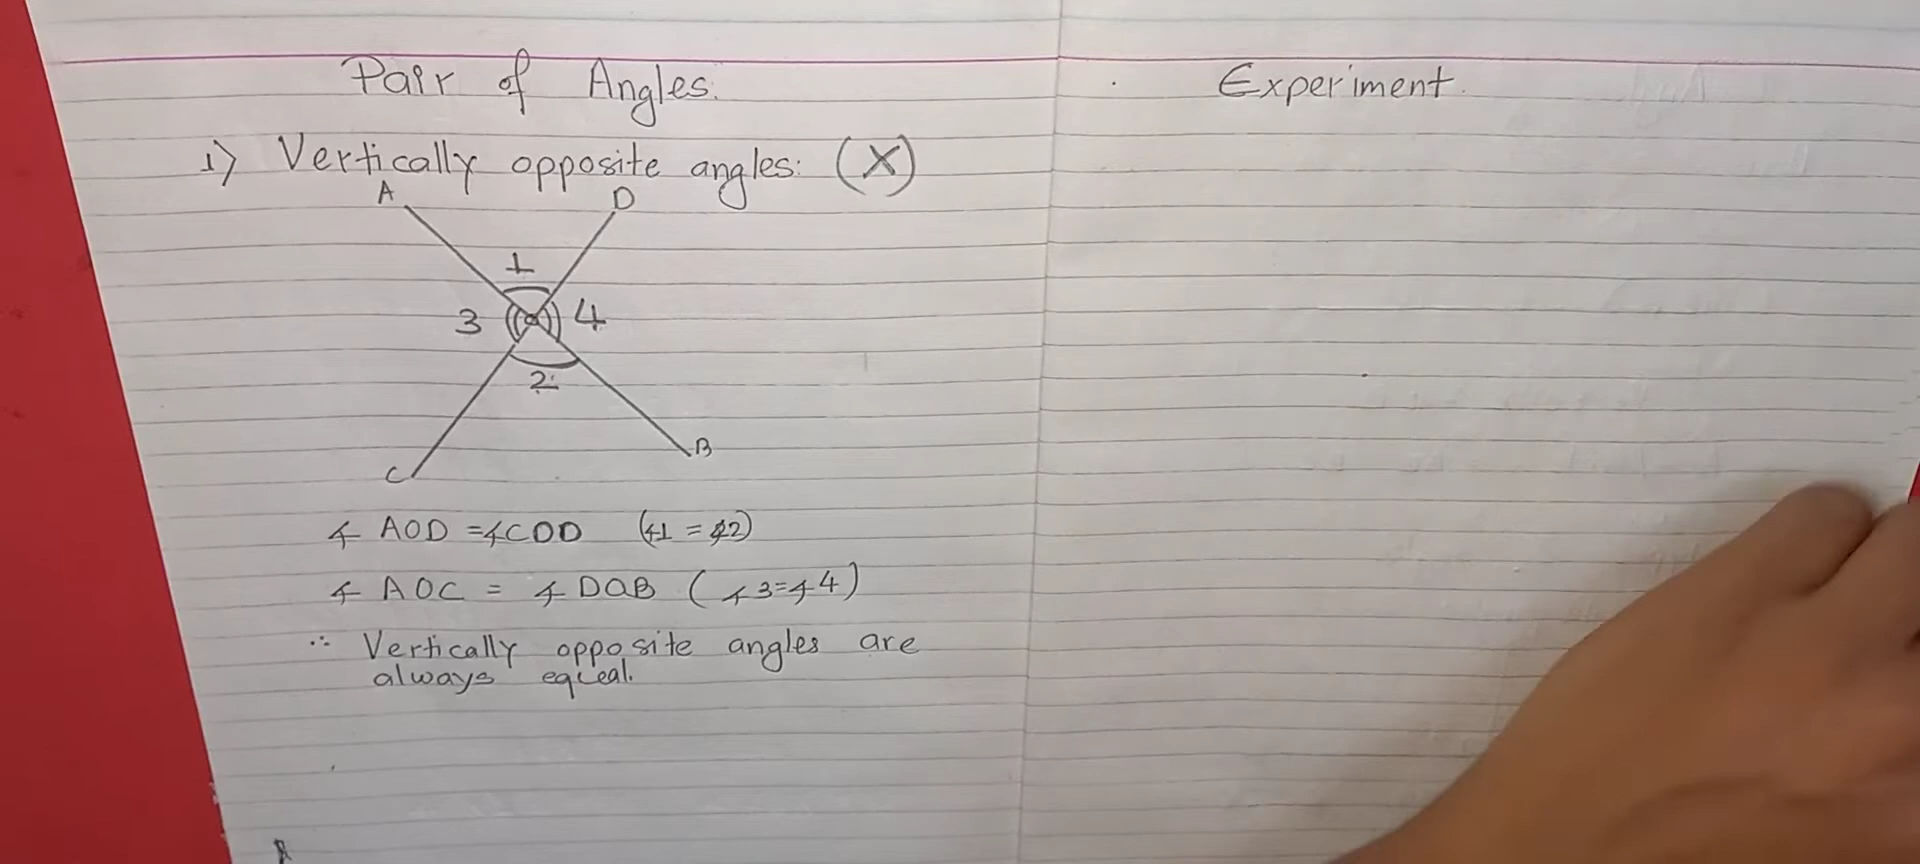 Pair of Angles.
Experiment.
1) Vertically opposite angles: (X)
A
D
1
3
O
4
2
B
C
∡ AOD = ∡COD (∡1 = ∡2)
∡ AOC = ∡ DOB (∡3=∡4)
∴ Vertically opposite angles are
always equal.